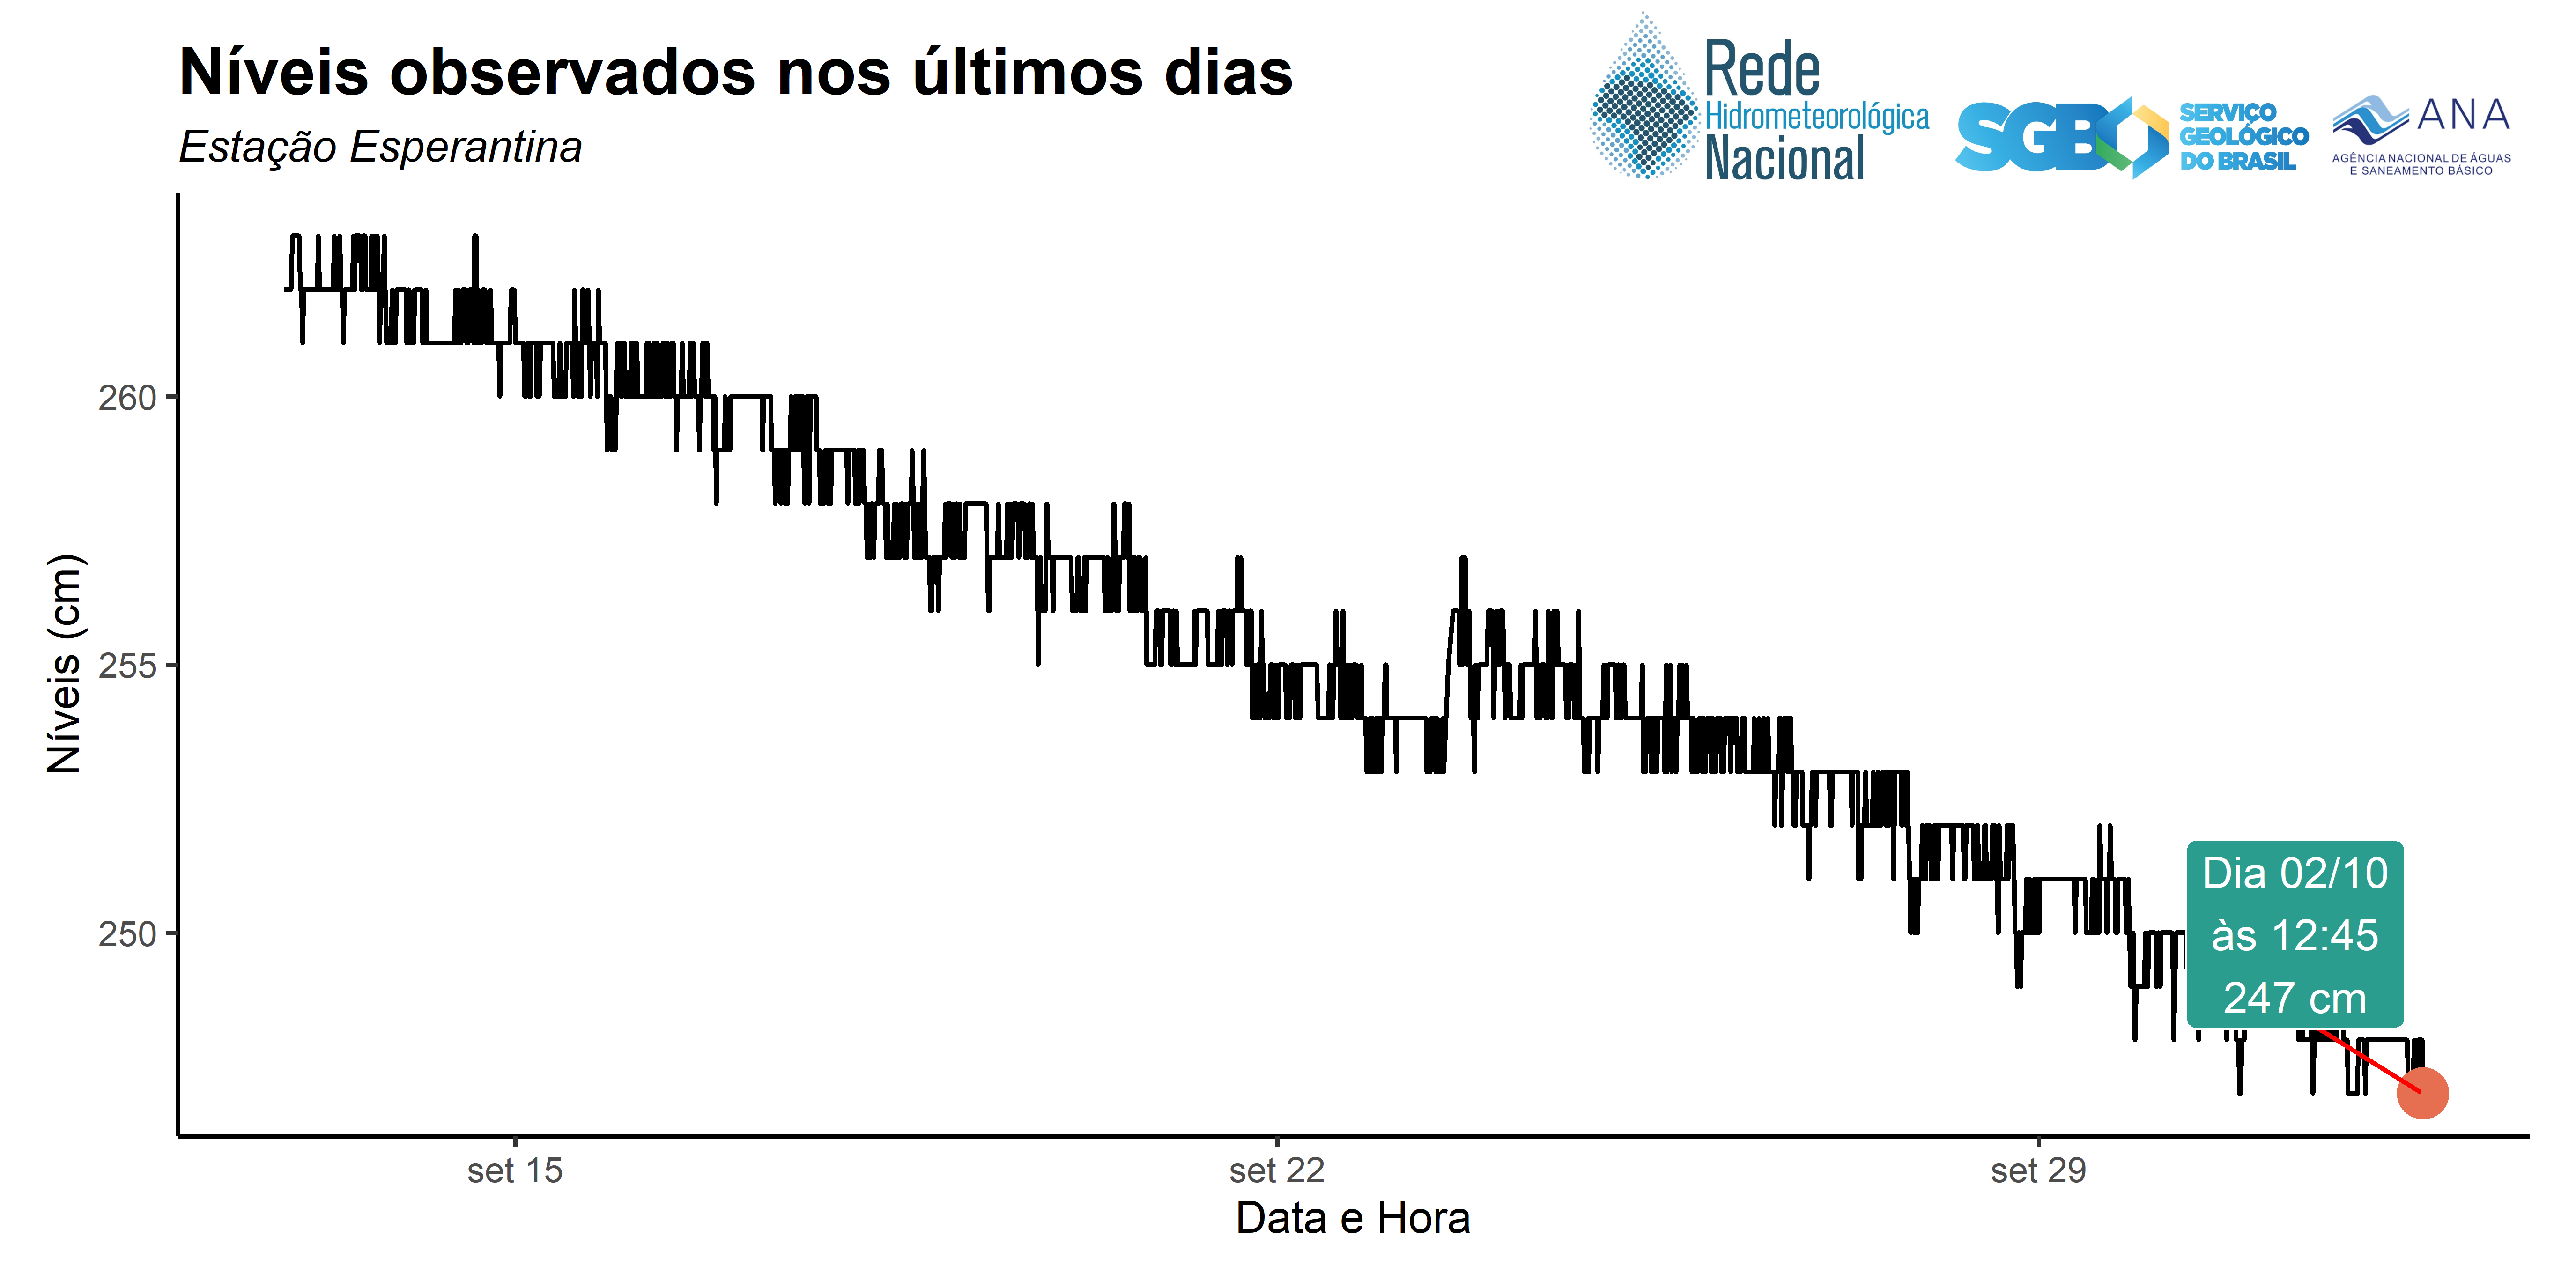 Níveis observados nos últimos dias
Estação Esperantina
Rede
Hidrometeorológica
Nacional
SGB
SERVIÇO
GEOLÓGICO
DO BRASIL
ANA
AGÊNCIA NACIONAL DE ÁGUAS
E SANEAMENTO BÁSICO
Níveis (cm)
260
255
250
Dia 02/10
às 12:45
247 cm
set 15
set 22
set 29
Data e Hora